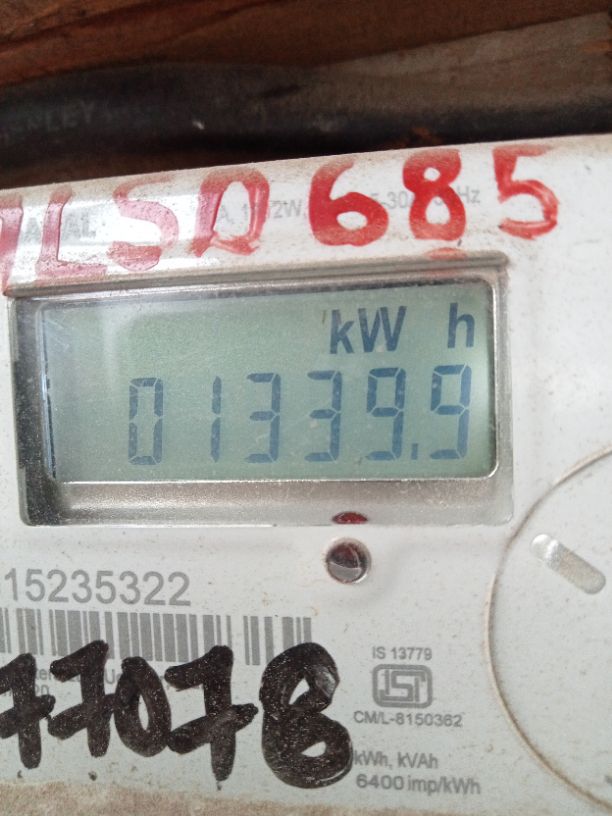 LSD685
kW h
01339.9
15235322
IS 13779
ISI
CM/L-8150362
77078
kWh, kVAh
6400 imp/kWh